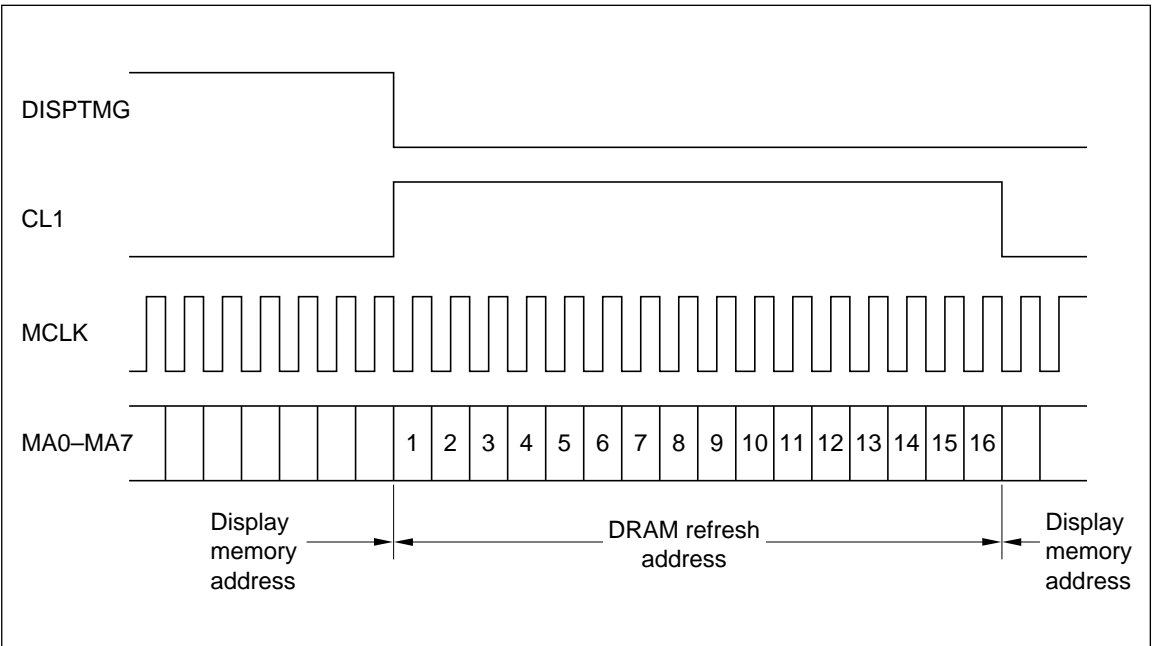 DISPTMG
CL1
MCLK
MA0–MA7 1 2 3 4 5 6 7 8 9 10 11 12 13 14 15 16
Display
memory
address
DRAM refresh
address
Display
memory
address